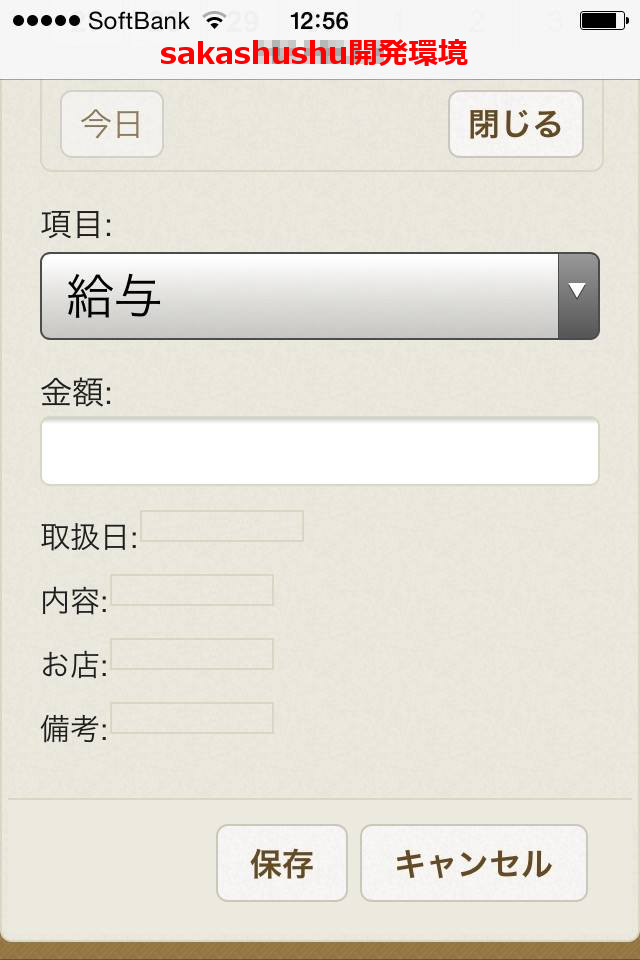 SoftBank 12:56
sakashushu開発環境
今日 閉じる
項目:
給与
金額:
取扱日:
内容:
お店:
備考:
保存 キャンセル